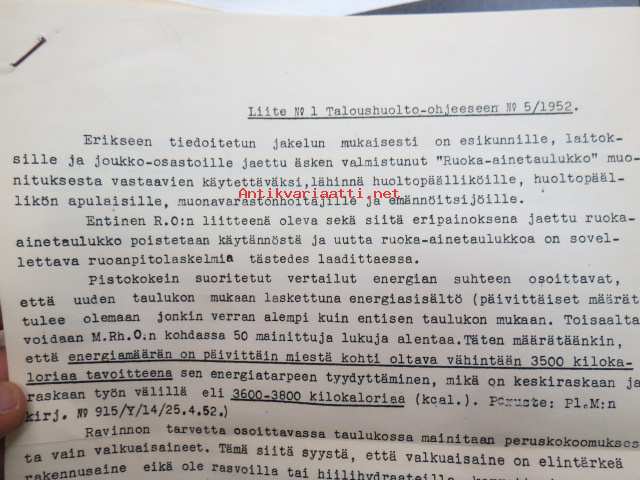 Liite № 1 Taloushuolto-ohjeeseen № 5/1952.
Erikseen tiedoitetun jakelun mukaisesti on esikunnille, laitok-
sille ja joukko-osastoille jaettu äsken valmistunut "Ruoka-ainetaulukko" muo-
nituksesta vastaavien käytettäväksi, lähinnä huoltopäälliköille, huoltopääl-
likön apulaisille, muonavarastonhoitajille ja emännöitsijöille.
Antikvariaatti.net
Entinen R.O:n liitteenä oleva sekä siitä eripainoksena jaettu ruoka-
ainetaulukko poistetaan käytännöstä ja uutta ruoka-ainetaulukkoa on sovel-
lettava ruoanpitolaskelmia tästedes laadittaessa.
Pistokokein suoritetut vertailut energian suhteen osoittavat,
että uuden taulukon mukaan laskettuna energiasisältö (päivittäiset määrät
tulee olemaan jonkin verran alempi kuin entisen taulukon mukaan. Toisaalta
voidaan M.Rh.O:n kohdassa 50 mainittuja lukuja alentaa. Täten määrätäänkin,
että energiamäärän on päivittäin miestä kohti oltava vähintään 3500 kiloka-
loriaa tavoitteena sen energiatarpeen tyydyttäminen, mikä on keskiraskaan ja
raskaan työn välillä eli 3600-3800 kilokaloriaa (kcal.). Peruste: Pl.M:n
kirj. № 915/Y/14/25.4.52.)
Ravinnon tarvetta osoittavassa taulukossa mainitaan peruskokoomukses
ta vain valkuaisaineet. Tämä siitä syystä, että valkuaisaine on elintärkeä
rakennusaine eikä ole rasvoilla tai hiilihydraateilla